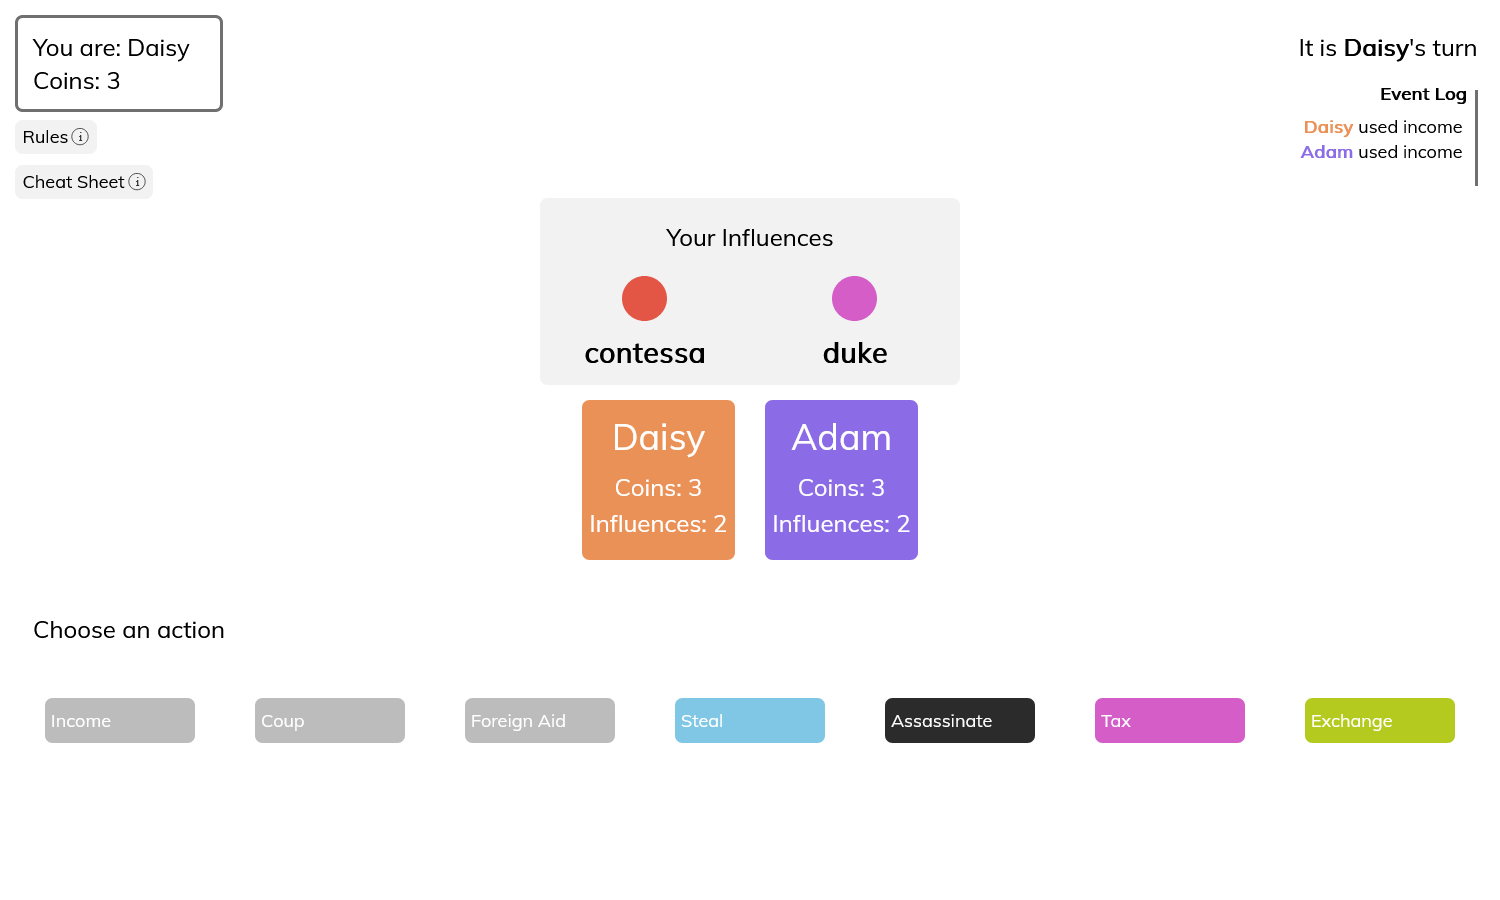 You are: Daisy
Coins: 3
Rules
Cheat Sheet
It is Daisy's turn
Event Log
Daisy used income
Adam used income
Your Influences
contessa
duke
Daisy
Coins: 3
Influences: 2
Adam
Coins: 3
Influences: 2
Choose an action
Income
Coup
Foreign Aid
Steal
Assassinate
Tax
Exchange